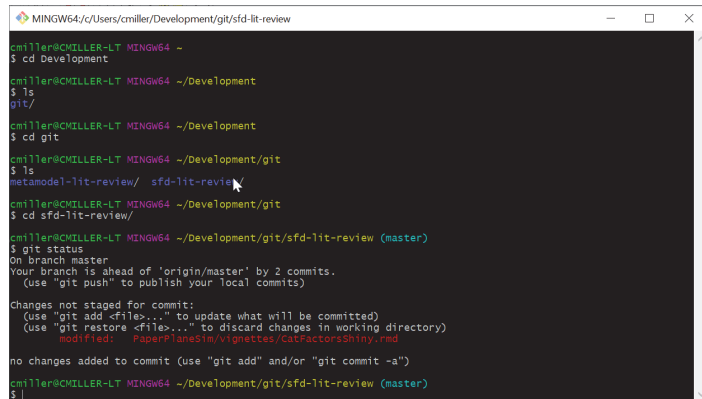 MINGW64:/c/Users/cmiller/Development/git/sfd-lit-review
cmiller@CMILLER-LT MINGW64 ~
$ cd Development
cmiller@CMILLER-LT MINGW64 ~/Development
$ ls
git/
cmiller@CMILLER-LT MINGW64 ~/Development
$ cd git
cmiller@CMILLER-LT MINGW64 ~/Development/git
$ ls
metamodel-lit-review/  sfd-lit-review/
cmiller@CMILLER-LT MINGW64 ~/Development/git
$ cd sfd-lit-review/
cmiller@CMILLER-LT MINGW64 ~/Development/git/sfd-lit-review (master)
$ git status
On branch master
Your branch is ahead of 'origin/master' by 2 commits.
  (use "git push" to publish your local commits)
Changes not staged for commit:
  (use "git add <file>..." to update what will be committed)
  (use "git restore <file>..." to discard changes in working directory)
        modified:   PaperPlaneSim/vignettes/CatFactorsShiny.rmd
no changes added to commit (use "git add" and/or "git commit -a")
cmiller@CMILLER-LT MINGW64 ~/Development/git/sfd-lit-review (master)
$